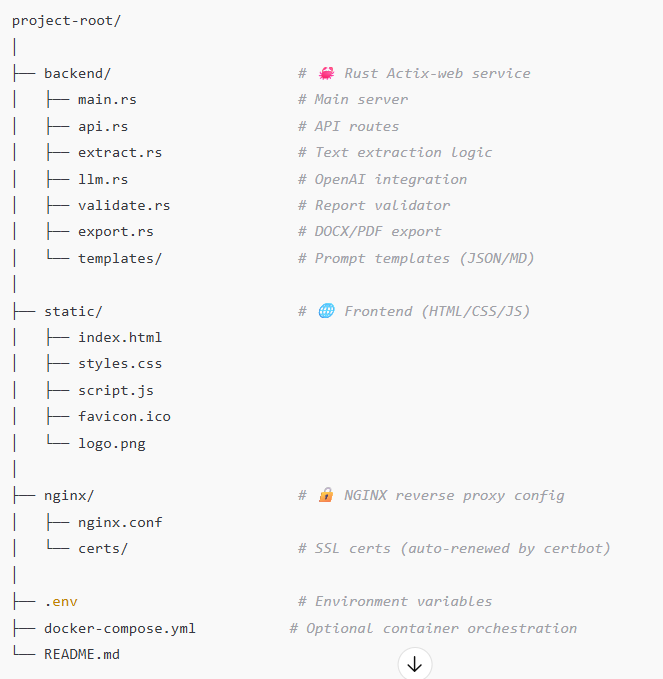 project-root/
│
├── backend/                       # 🦀 Rust Actix-web service
│   ├── main.rs                    # Main server
│   ├── api.rs                     # API routes
│   ├── extract.rs                 # Text extraction logic
│   ├── llm.rs                     # OpenAI integration
│   ├── validate.rs                # Report validator
│   ├── export.rs                  # DOCX/PDF export
│   └── templates/                 # Prompt templates (JSON/MD)
│
├── static/                        # 🌐 Frontend (HTML/CSS/JS)
│   ├── index.html
│   ├── styles.css
│   ├── script.js
│   ├── favicon.ico
│   └── logo.png
│
├── nginx/                         # 🔒 NGINX reverse proxy config
│   ├── nginx.conf
│   └── certs/                     # SSL certs (auto-renewed by certbot)
│
├── .env                           # Environment variables
├── docker-compose.yml            # Optional container orchestration
└── README.md